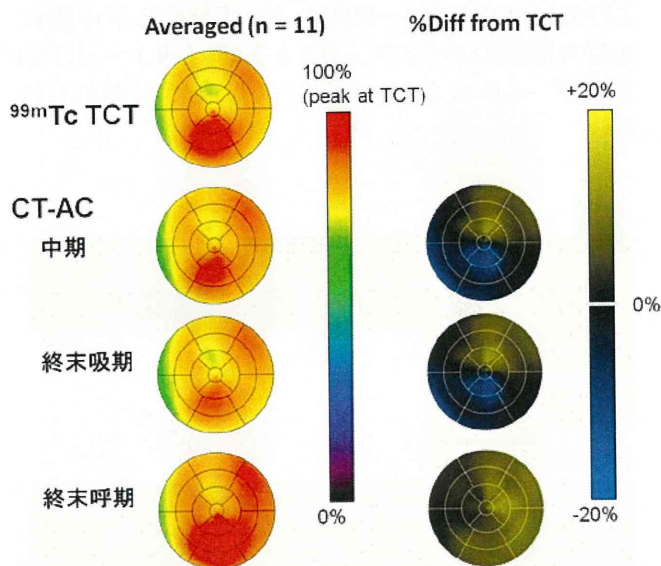 Averaged (n = 11)
%Diff from TCT
100%
(peak at TCT)
+20%
99mTc TCT
CT-AC
中期
0%
終末吸期
終末呼期
0%
-20%